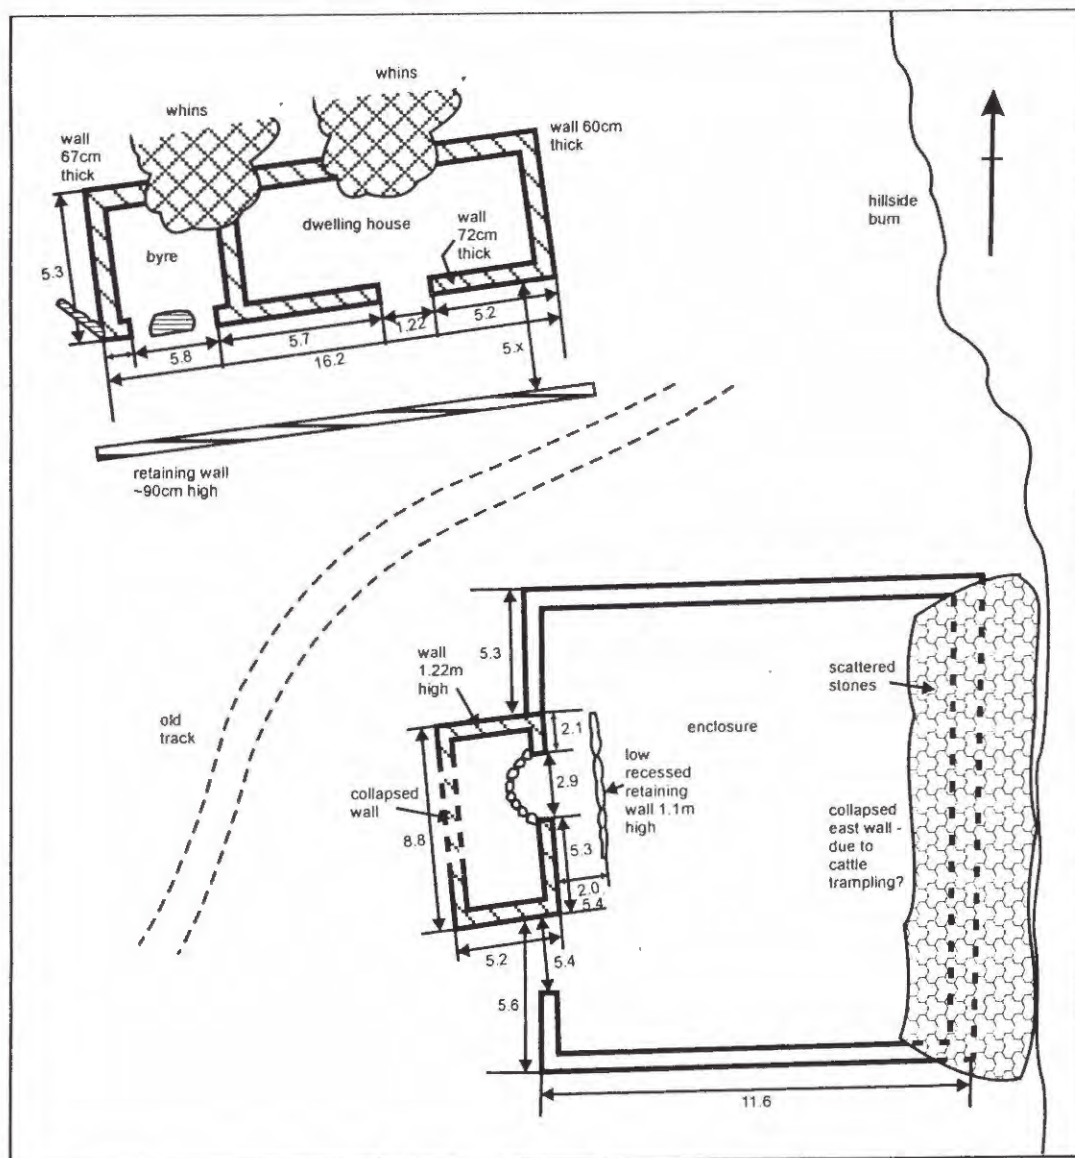 whins
whins
wall
67cm
thick
wall 60cm
thick
hillside
burn
dwelling house
wall
72cm
thick
byre
5.3
5.8
5.7
1.22
5.2
16.2
5.x
retaining wall
~90cm high
old
track
wall
1.22m
high
5.3
scattered
stones
enclosure
2.1
low
recessed
retaining
wall 1.1m
high
2.9
collapsed
wall
8.8
collapsed
east wall -
due to
cattle
trampling?
5.3
2.0
5.4
5.2
5.4
5.6
11.6